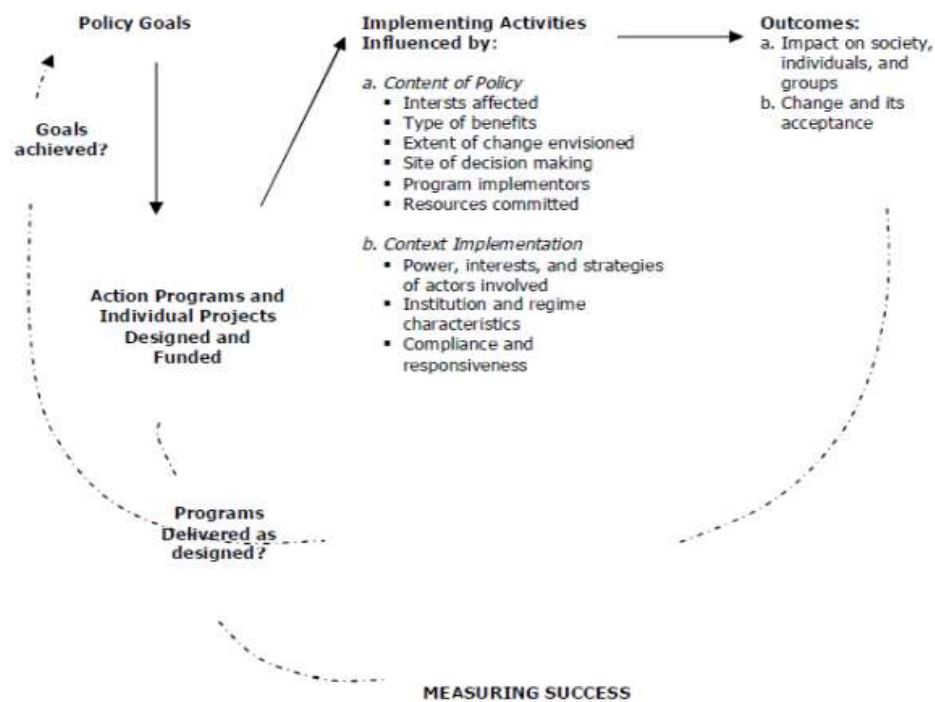 Policy Goals
Goals
achieved?
Action Programs and
Individual Projects
Designed and
Funded
Programs
Delivered as
designed?
Implementing Activities
Influenced by:
a. Content of Policy
▪ Intersts affected
▪ Type of benefits
▪ Extent of change envisioned
▪ Site of decision making
▪ Program implementors
▪ Resources committed
b. Context Implementation
▪ Power, interests, and strategies
of actors involved
▪ Institution and regime
characteristics
▪ Compliance and
responsiveness
Outcomes:
a. Impact on society,
individuals, and
groups
b. Change and its
acceptance
MEASURING SUCCESS